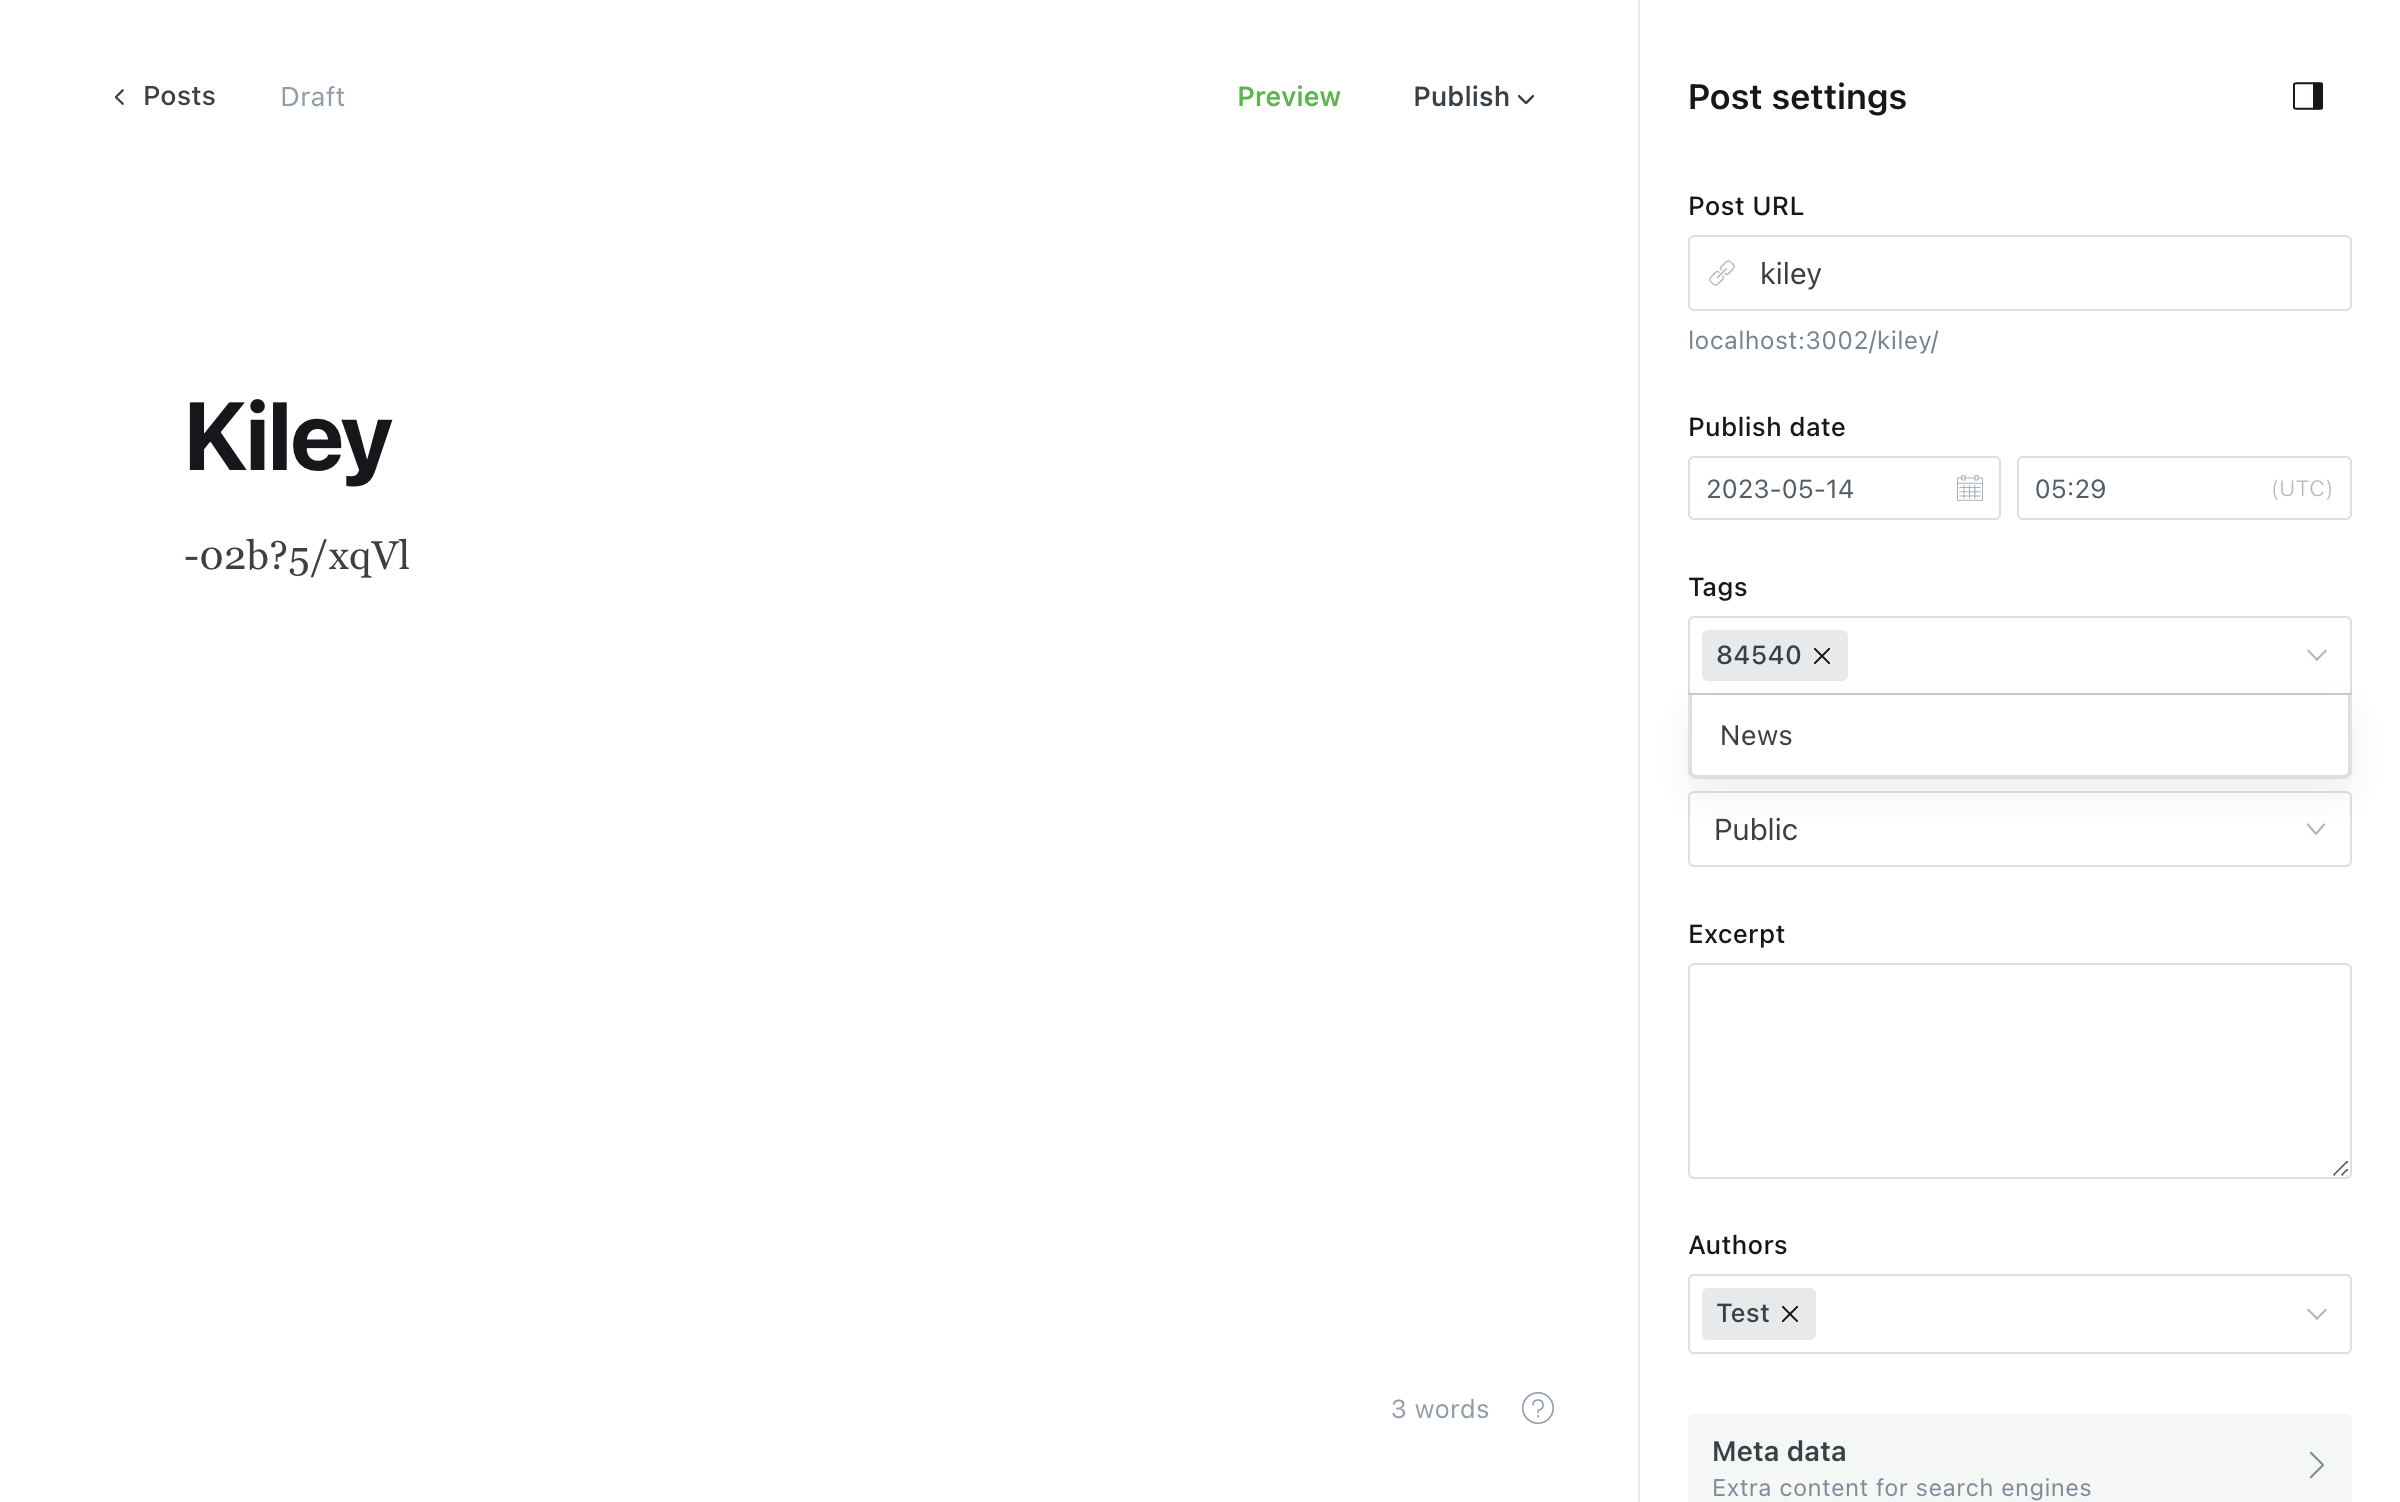 Posts
Draft
Preview
Publish
Kiley
-02b?5/xqVl
3 words
?
Post settings
Post URL
kiley
localhost:3002/kiley/
Publish date
2023-05-14
05:29
(UTC)
Tags
84540
News
Public
Excerpt
Authors
Test
Meta data
Extra content for search engines